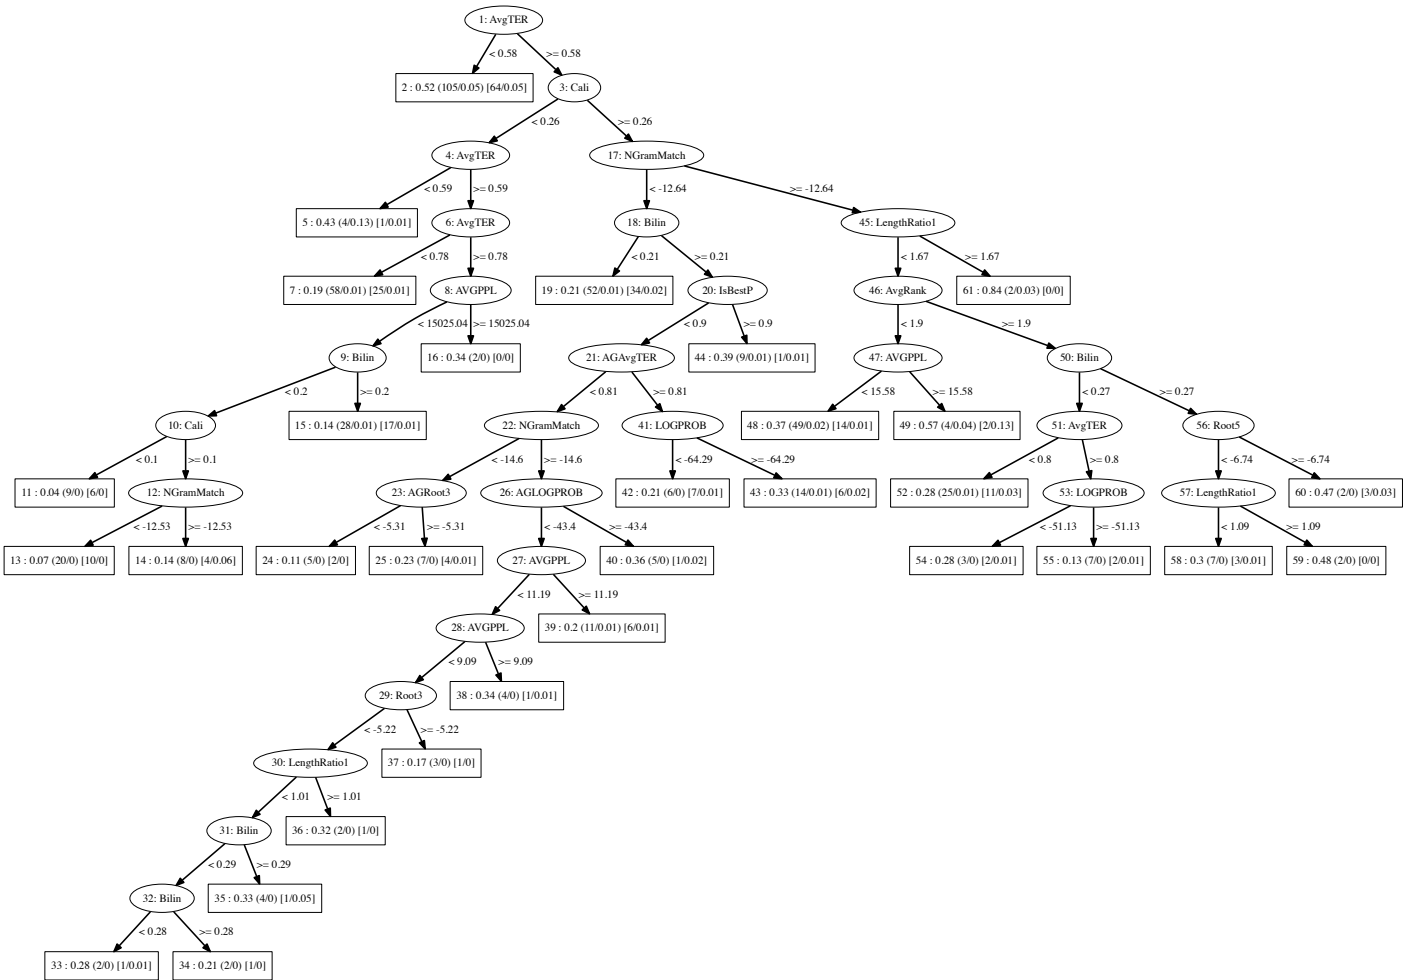 1: AvgTER
< 0.58
>= 0.58
2 : 0.52 (105/0.05) [64/0.05]
3: Cali
< 0.26
>= 0.26
4: AvgTER
17: NGramMatch
< 0.59
>= 0.59
< -12.64
>= -12.64
5 : 0.43 (4/0.13) [1/0.01]
6: AvgTER
18: Bilin
45: LengthRatio1
< 0.78
>= 0.78
< 0.21
>= 0.21
< 1.67
>= 1.67
7 : 0.19 (58/0.01) [25/0.01]
8: AVGPPL
19 : 0.21 (52/0.01) [34/0.02]
20: IsBestP
46: AvgRank
61 : 0.84 (2/0.03) [0/0]
< 15025.04
>= 15025.04
< 0.9
>= 0.9
< 1.9
>= 1.9
9: Bilin
16 : 0.34 (2/0) [0/0]
21: AGAvgTER
44 : 0.39 (9/0.01) [1/0.01]
47: AVGPPL
50: Bilin
< 0.2
>= 0.2
< 0.81
>= 0.81
< 15.58
>= 15.58
< 0.27
>= 0.27
10: Cali
15 : 0.14 (28/0.01) [17/0.01]
22: NGramMatch
41: LOGPROB
48 : 0.37 (49/0.02) [14/0.01]
49 : 0.57 (4/0.04) [2/0.13]
51: AvgTER
56: Root5
< 0.1
>= 0.1
< -14.6
>= -14.6
< -64.29
>= -64.29
< 0.8
>= 0.8
< -6.74
>= -6.74
11 : 0.04 (9/0) [6/0]
12: NGramMatch
23: AGRoot3
26: AGLOGPROB
42 : 0.21 (6/0) [7/0.01]
43 : 0.33 (14/0.01) [6/0.02]
52 : 0.28 (25/0.01) [11/0.03]
53: LOGPROB
57: LengthRatio1
60 : 0.47 (2/0) [3/0.03]
< -12.53
>= -12.53
< -5.31
>= -5.31
< -43.4
>= -43.4
< -51.13
>= -51.13
< 1.09
>= 1.09
13 : 0.07 (20/0) [10/0]
14 : 0.14 (8/0) [4/0.06]
24 : 0.11 (5/0) [2/0]
25 : 0.23 (7/0) [4/0.01]
27: AVGPPL
40 : 0.36 (5/0) [1/0.02]
54 : 0.28 (3/0) [2/0.01]
55 : 0.13 (7/0) [2/0.01]
58 : 0.3 (7/0) [3/0.01]
59 : 0.48 (2/0) [0/0]
< 11.19
>= 11.19
28: AVGPPL
39 : 0.2 (11/0.01) [6/0.01]
< 9.09
>= 9.09
29: Root3
38 : 0.34 (4/0) [1/0.01]
< -5.22
>= -5.22
30: LengthRatio1
37 : 0.17 (3/0) [1/0]
< 1.01
>= 1.01
31: Bilin
36 : 0.32 (2/0) [1/0]
< 0.29
>= 0.29
32: Bilin
35 : 0.33 (4/0) [1/0.05]
< 0.28
>= 0.28
33 : 0.28 (2/0) [1/0.01]
34 : 0.21 (2/0) [1/0]